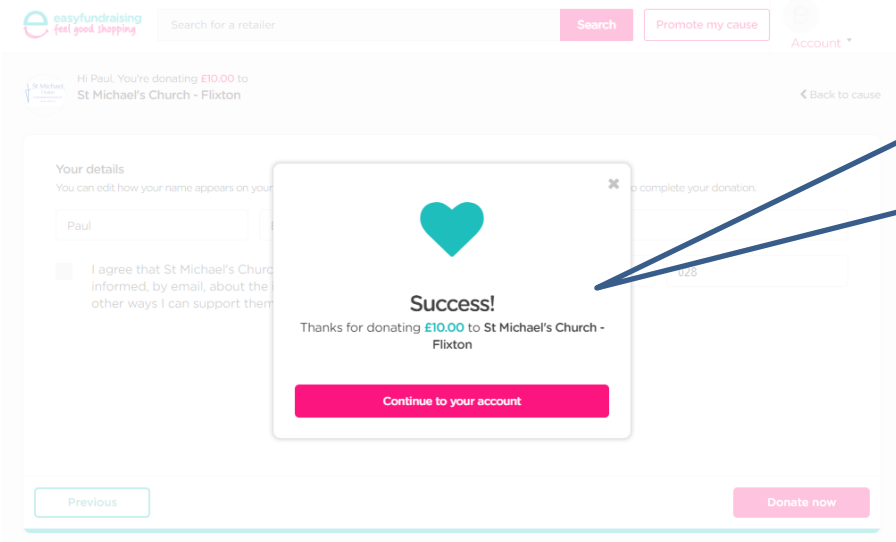 easyfundraising
feel good shopping
Search for a retailer
Search
Promote my cause
Account
Hi Paul, You're donating £10.00 to
St Michael's Church - Flixton
Back to cause
Your details
You can edit how your name appears on your
o complete your donation.
Paul
I agree that St Michael's Churc
informed, by email, about the
other ways I can support them
028
Success!
Thanks for donating £10.00 to St Michael's Church -
Flixton
Continue to your account
Previous
Donate now